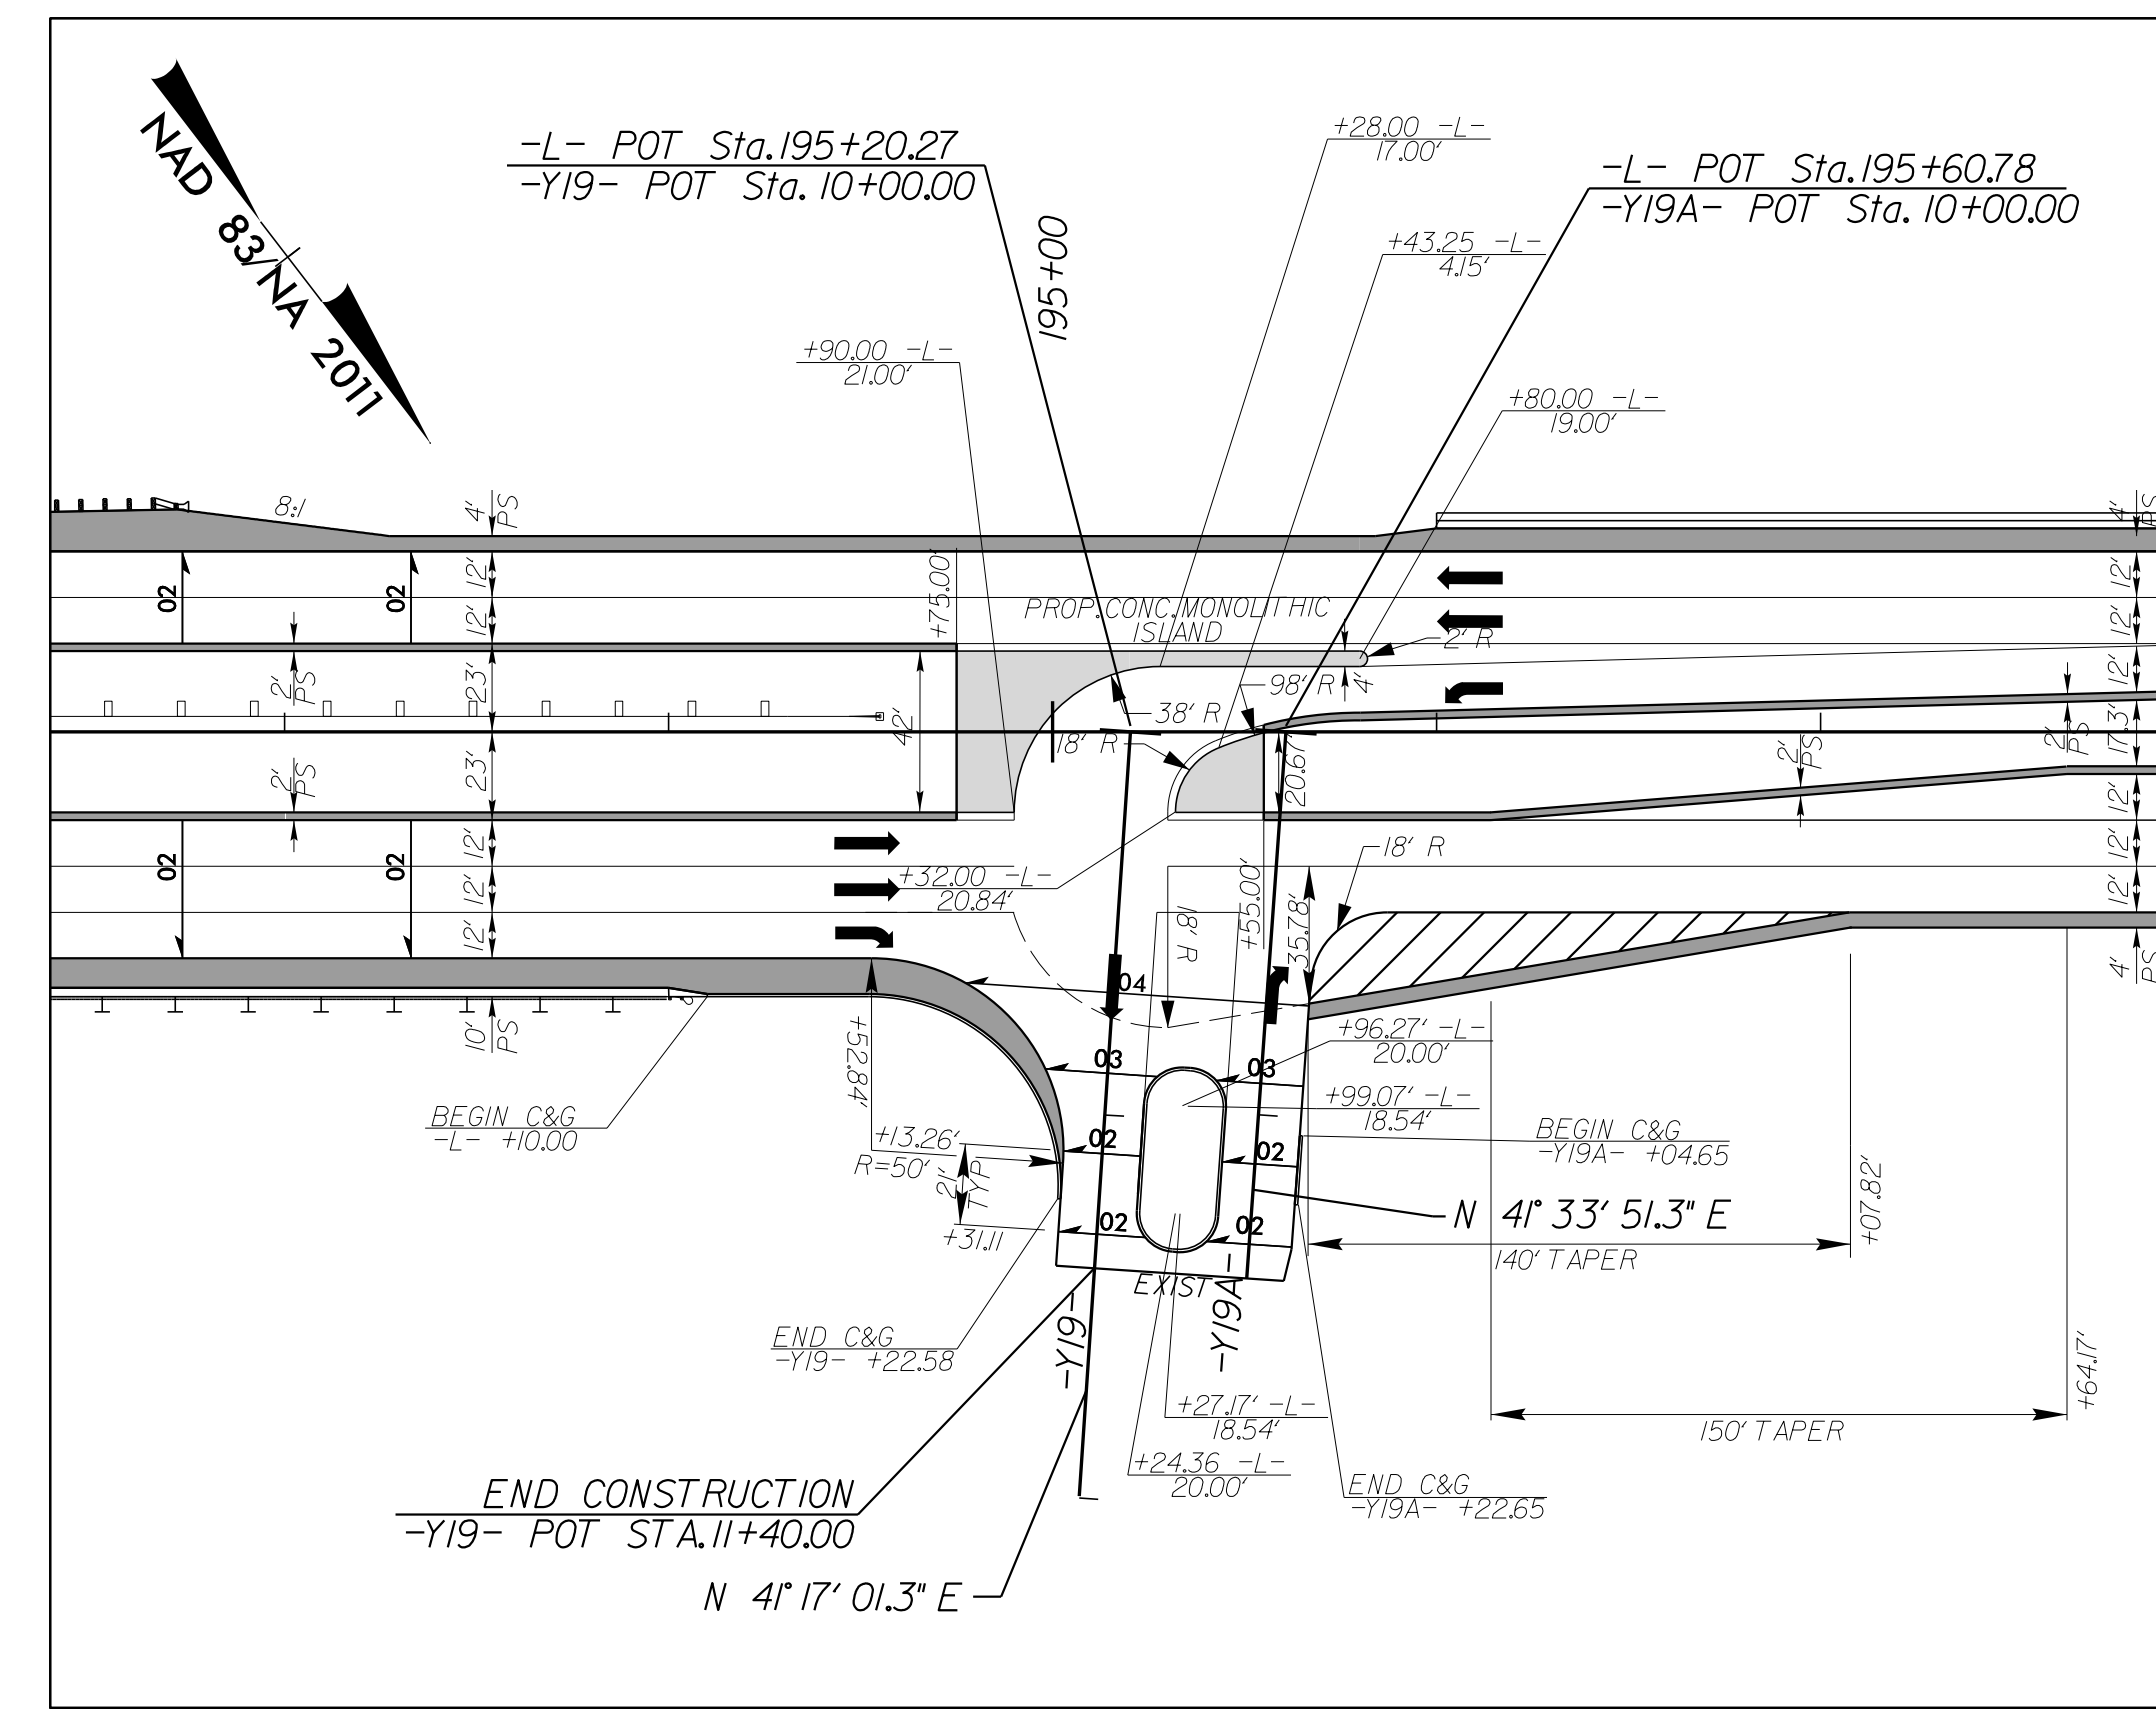 NAD 83/NA 2011
-L- POT Sta.195+20.27
-Y19- POT Sta. 10+00.00
195+00
+28.00 -L-
17.00'
-L- POT Sta.195+60.78
-Y19A- POT Sta. 10+00.00
+43.25 -L-
4.15'
+90.00 -L-
21.00'
+80.00 -L-
19.00'
8:1
4'
PS
4'
PS
02
02
12'
12'
+75.00'
PROP.CONC.MONOLITHIC
ISLAND
2' R
12'
12'
12'
2'
PS
23'
42'
38' R
98' R
4'
18' R
20.67'
2'
PS
2'
PS
17.3'
2'
PS
23'
02
02
12'
12'
12'
+32.00 -L-
20.84'
18' R
+55.00'
35.78'
18' R
12'
12'
12'
4'
PS
04
10'
PS
+52.84'
03
03
+96.27' -L-
20.00'
+99.07' -L-
18.54'
BEGIN C&G
-L- +10.00
+13.26'
R=50'
21'
TYP
02
02
BEGIN C&G
-Y19A- +04.65
N 41° 33' 51.3" E
+07.82'
+31.11
02
02
140' TAPER
EXIST
-Y19-
-Y19A-
END C&G
-Y19- +22.58
+64.17'
+27.17' -L-
18.54'
150' TAPER
+24.36 -L-
20.00'
END C&G
-Y19A- +22.65
END CONSTRUCTION
-Y19- POT STA.11+40.00
N 41° 17' 01.3" E